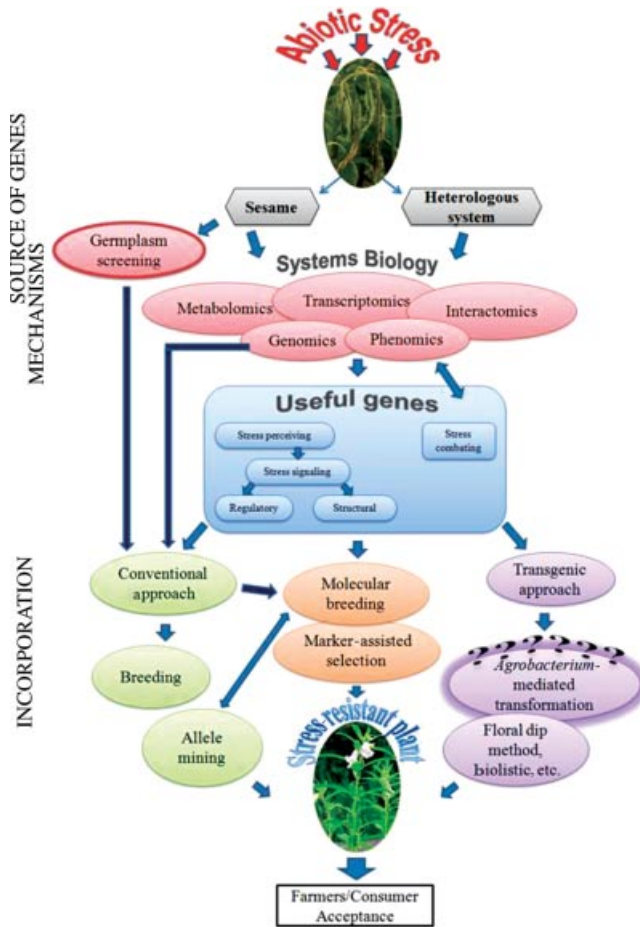 Abiotic Stress
SOURCE OF GENES
MECHANISMS
INCORPORATION
Sesame
Heterologous
system
Germplasm
screening
Systems Biology
Metabolomics
Transcriptomics
Interactomics
Genomics
Phenomics
Useful genes
Stress perceiving
Stress signaling
Regulatory
Structural
Stress
combating
Conventional
approach
Molecular
breeding
Transgenic
approach
Marker-assisted
selection
Breeding
Allele
mining
Agrobacterium-
mediated
transformation
Floral dip
method,
biolistic, etc.
Stress-resistant plant
Farmers/Consumer
Acceptance